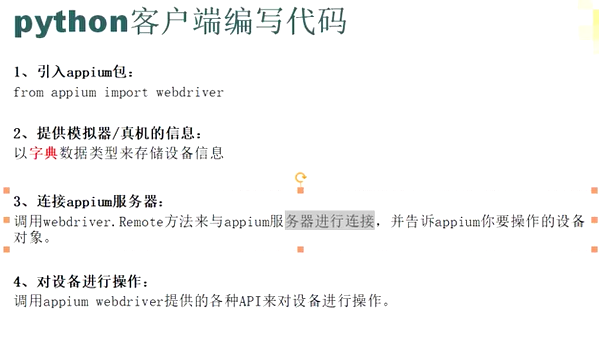 python客户端编写代码
1、引入appium包：
from appium import webdriver
2、提供模拟器/真机的信息：
以字典数据类型来存储设备信息
3、连接appium服务器：
调用webdriver.Remote方法来与appium服务器进行连接，并告诉appium你要操作的设备
对象。
4、对设备进行操作：
调用appium webdriver提供的各种API来对设备进行操作。